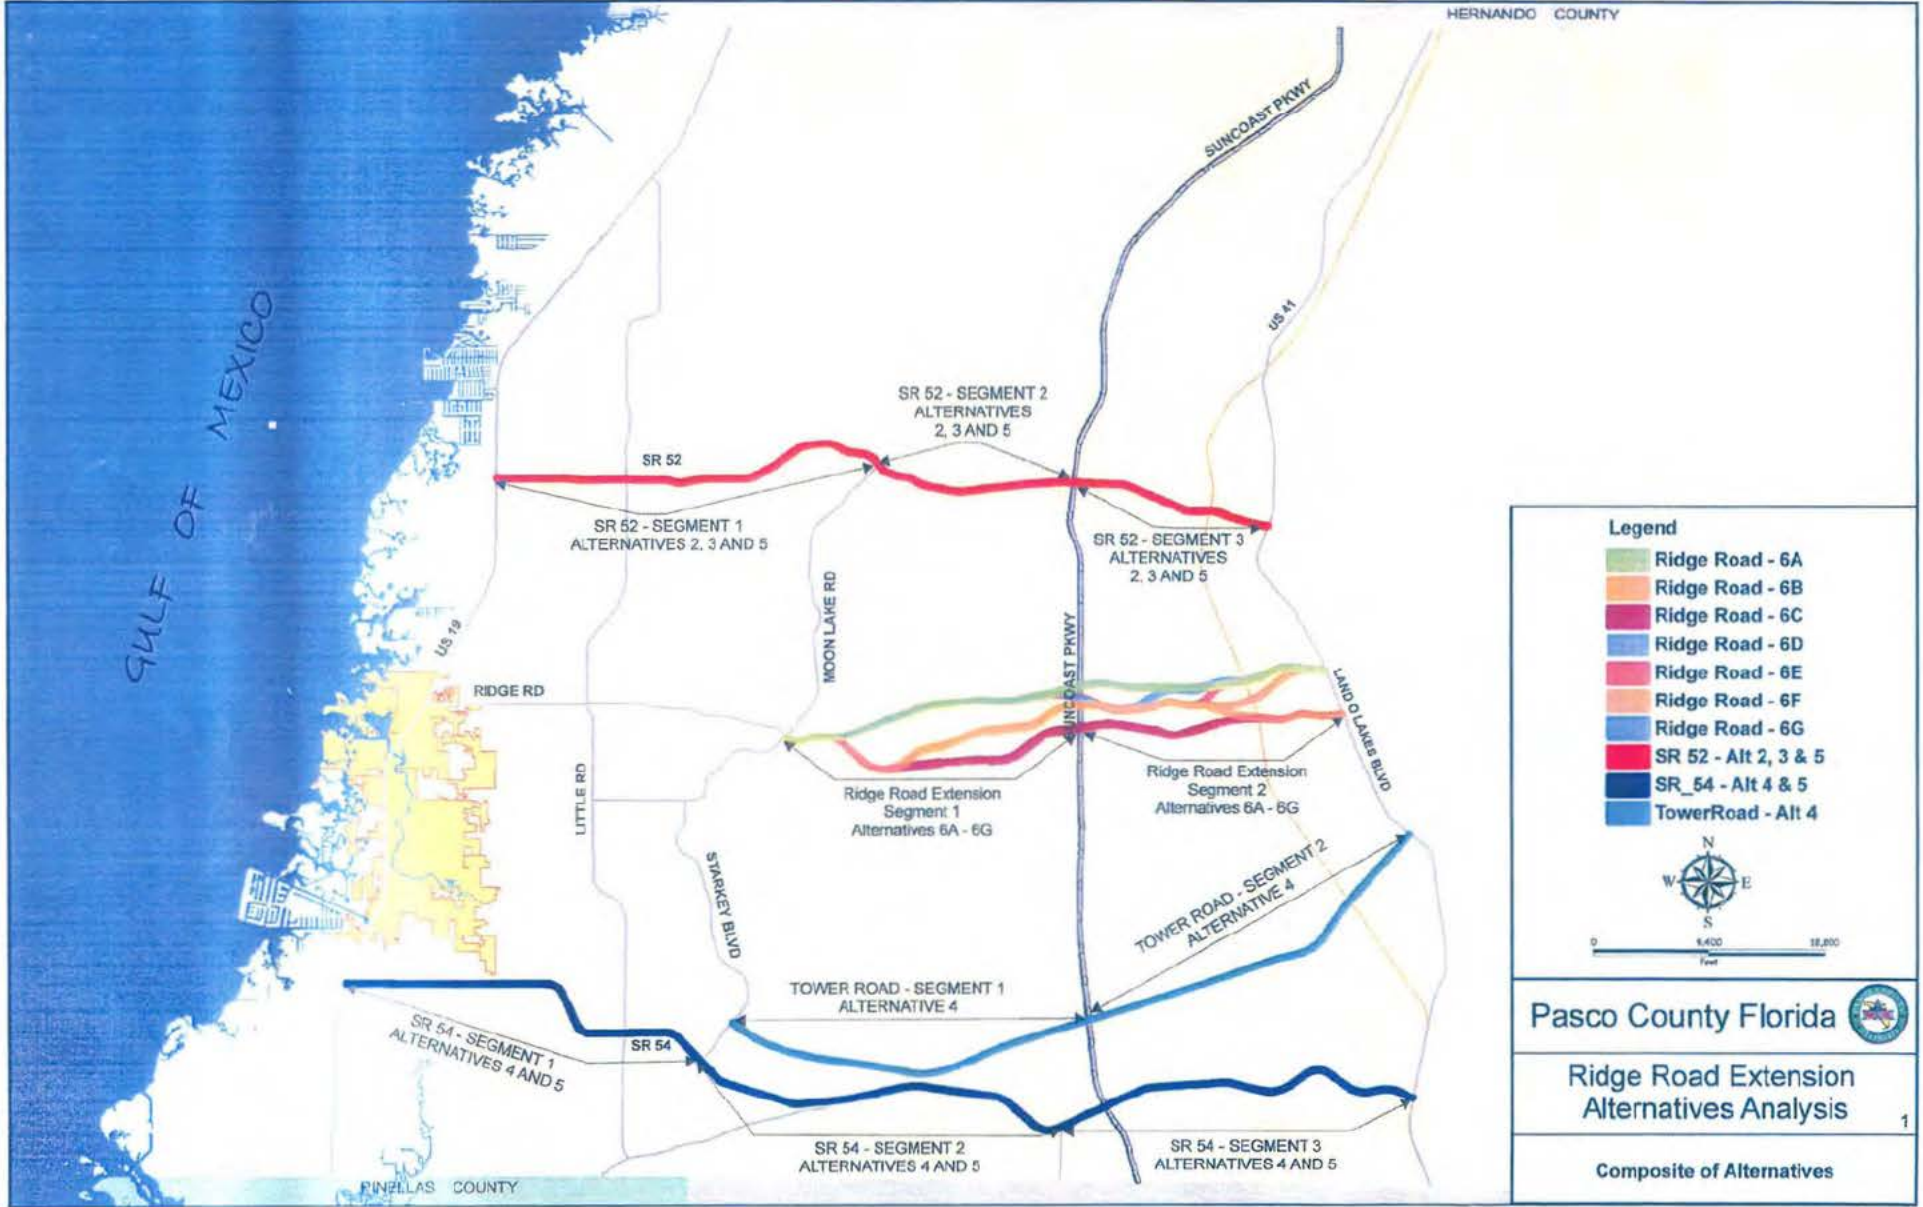 HERNANDO COUNTY
SUNCOAST PKWY
US 41
GULF OF MEXICO
SR 52 - SEGMENT 2
ALTERNATIVES
2, 3 AND 5
SR 52
SR 52 - SEGMENT 1
ALTERNATIVES 2, 3 AND 5
SR 52 - SEGMENT 3
ALTERNATIVES
2, 3 AND 5
MOON LAKE RD
US 19
RIDGE RD
SUNCOAST PKWY
LAND O LAKES BLVD
LITTLE RD
Ridge Road Extension
Segment 1
Alternatives 6A - 6G
Ridge Road Extension
Segment 2
Alternatives 6A - 6G
STARKEY BLVD
TOWER ROAD - SEGMENT 2
ALTERNATIVE 4
TOWER ROAD - SEGMENT 1
ALTERNATIVE 4
SR 54 - SEGMENT 1
ALTERNATIVES 4 AND 5
SR 54
SR 54 - SEGMENT 2
ALTERNATIVES 4 AND 5
SR 54 - SEGMENT 3
ALTERNATIVES 4 AND 5
PINELLAS COUNTY
Legend
Ridge Road - 6A
Ridge Road - 6B
Ridge Road - 6C
Ridge Road - 6D
Ridge Road - 6E
Ridge Road - 6F
Ridge Road - 6G
SR 52 - Alt 2, 3 & 5
SR_54 - Alt 4 & 5
TowerRoad - Alt 4
N
W E
S
0 9,400 18,800
Feet
Pasco County Florida
Ridge Road Extension
Alternatives Analysis
1
Composite of Alternatives